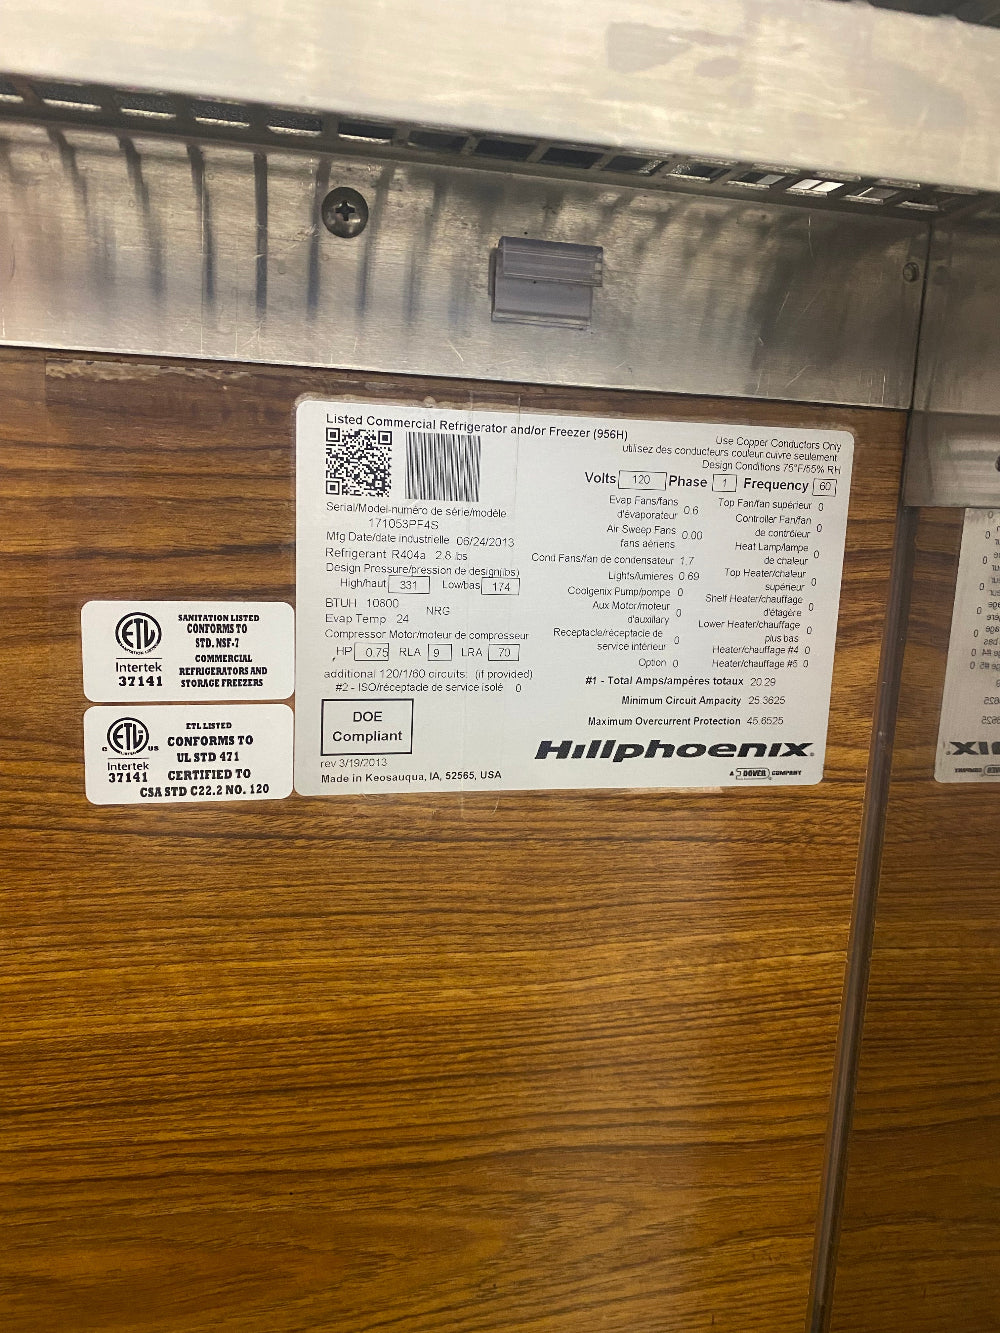 Listed Commercial Refrigerator and/or Freezer (956H)
Use Copper Conductors Only
utilisez des conducteurs couleur cuivre seulement
Design Conditions 75°F/55% RH
Volts 120 Phase 1 Frequency 60
Serial/Model-numéro de série/modèle
171053PF4S
Mfg Date/date industrielle 06/24/2013
Refrigerant R404a 2.8 lbs
Design Pressure/pression de design(lbs)
High/haut 331 Low/bas 174
BTUH 10800
NRG
Evap Temp 24
Compressor Motor/moteur de compresseur
HP 0.75 RLA 9 LRA 70
additional 120/1/60 circuits: (if provided)
#2 - ISO/réceptacle de service isolé 0
DOE
Compliant
rev 3/19/2013
Made in Keosauqua, IA, 52565, USA
Evap Fans/fans
d'évaporateur 0.6
Air Sweep Fans 0.00
fans aériens
Cond Fans/fan de condensateur 1.7
Lights/lumieres 0.69
Coolgenix Pump/pompe 0
Aux Motor/moteur 0
d'auxiliary
Receptacle/réceptacle de 0
service intérieur
Option 0
Top Fan/fan supérieur 0
Controller Fan/fan 0
de contrôleur
Heat Lamp/lampe 0
de chaleur
Top Heater/chaleur 0
supérieur
Shelf Heater/chauffage 0
d'étagère
Lower Heater/chauffage 0
plus bas
Heater/chauffage #4 0
Heater/chauffage #5 0
#1 - Total Amps/ampères totaux 20.29
Minimum Circuit Ampacity 25.3625
Maximum Overcurrent Protection 45.6525
Hillphoenix
A DOVER COMPANY
ETL
Intertek
37141
SANITATION LISTED
CONFORMS TO
STD. NSF-7
COMMERCIAL
REFRIGERATORS AND
STORAGE FREEZERS
c ETL us
Intertek
37141
ETL LISTED
CONFORMS TO
UL STD 471
CERTIFIED TO
CSA STD C22.2 NO. 120